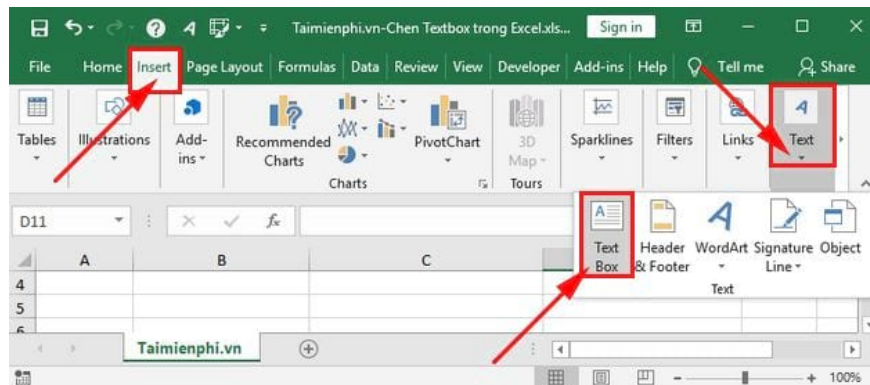 Taimienphi.vn-Chen Textbox trong Excel.xls...
Sign in
File Home Insert Page Layout Formulas Data Review View Developer Add-ins Help Tell me Share
Tables
Illustrations
Add-
ins
Recommended
Charts
PivotChart
Charts
3D
Map
Tours
Sparklines
Filters
Links
Text
Text
Box
Header
& Footer
WordArt
Signature
Line
Object
Text
D11
fx
A B C
4
5
6
Taimienphi.vn
100%